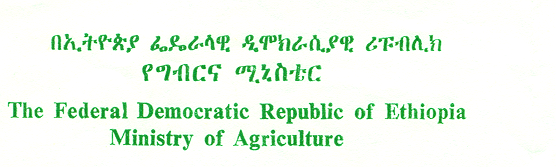 በኢትዮጵያ ፌዴራላዊ ዲሞክራሲያዊ ሪፑብሊክ
የግብርና ሚኒስቴር
The Federal Democratic Republic of Ethiopia
Ministry of Agriculture